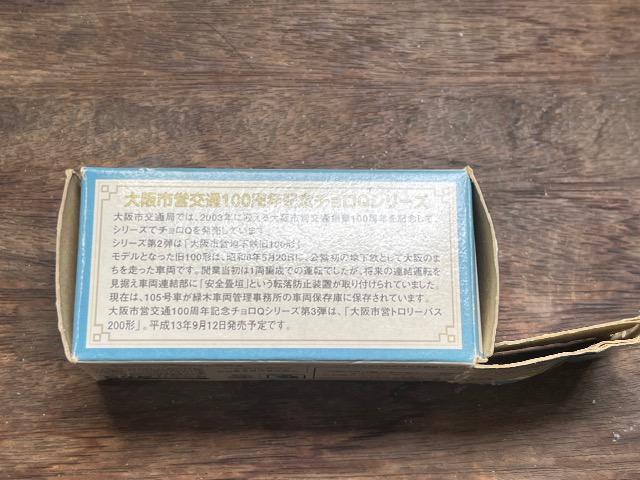 大阪市営交通100周年記念チョロQシリーズ
大阪市交通局では、2003年に迎える大阪市営交通創業100周年を記念して、
シリーズでチョロQを発売しています。
シリーズ第2弾は「大阪市営地下鉄旧100形」
モデルとなった旧100形は、昭和8年5月20日に、公営初の地下鉄として大阪のま
ちを走った車両です。開業当初は1両編成での運転でしたが、将来の連結運転を
見据え車両連結部に「安全畳垣」という転落防止装置が取り付けられていました。
現在は、105号車が緑木車両管理事務所の車両保存庫に保存されています。
大阪市営交通100周年記念チョロQシリーズ第3弾は、「大阪市営トロリーバス
200形」。平成13年9月12日発売予定です。